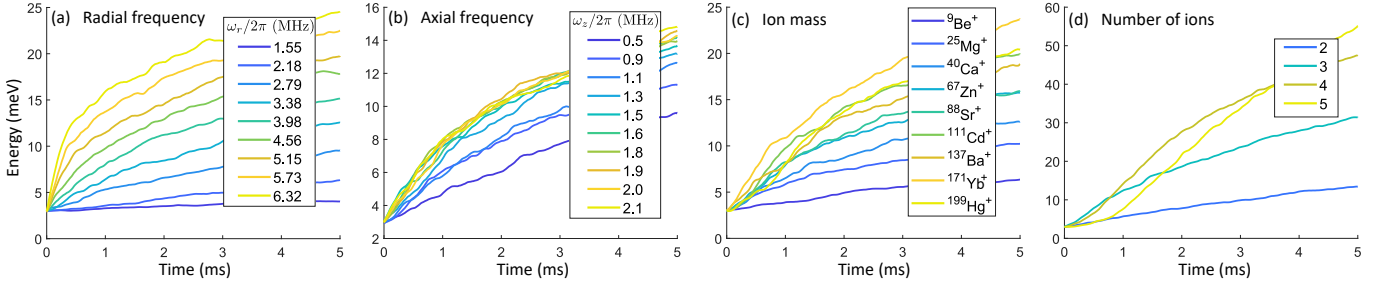 (a) Radial frequency
Energy (meV)
25
20
15
10
5
0
0 1 2 3 4 5
Time (ms)
ω_r/2π (MHz)
1.55
2.18
2.79
3.38
3.98
4.56
5.15
5.73
6.32
(b) Axial frequency
16
14
12
10
8
6
4
2
0 1 2 3 4 5
Time (ms)
ω_z/2π (MHz)
0.5
0.9
1.1
1.3
1.5
1.6
1.8
1.9
2.0
2.1
(c) Ion mass
25
20
15
10
5
0
0 1 2 3 4 5
Time (ms)
⁹Be⁺
²⁵Mg⁺
⁴⁰Ca⁺
⁶⁷Zn⁺
⁸⁸Sr⁺
¹¹¹Cd⁺
¹³⁷Ba⁺
¹⁷¹Yb⁺
¹⁹⁹Hg⁺
(d) Number of ions
60
50
40
30
20
10
0
0 1 2 3 4 5
Time (ms)
2
3
4
5